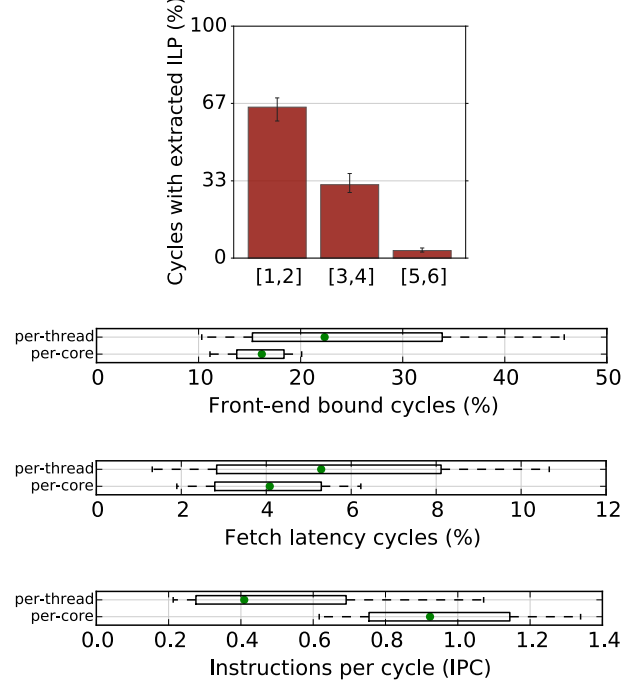 Cycles with extracted ILP (%)
100
67
33
0
[1,2] [3,4] [5,6]
per-thread
per-core
0 10 20 30 40 50
Front-end bound cycles (%)
per-thread
per-core
0 2 4 6 8 10 12
Fetch latency cycles (%)
per-thread
per-core
0.0 0.2 0.4 0.6 0.8 1.0 1.2 1.4
Instructions per cycle (IPC)